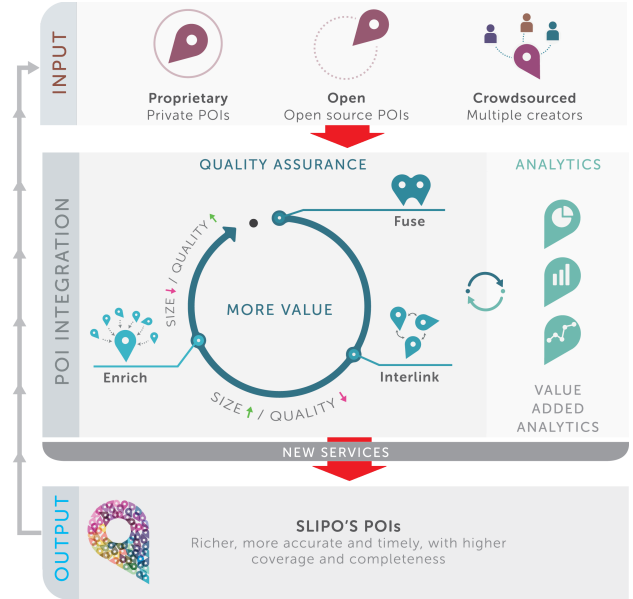 INPUT
Proprietary
Private POIs
Open
Open source POIs
Crowdsourced
Multiple creators
POI INTEGRATION
QUALITY ASSURANCE
Fuse
SIZE / QUALITY
MORE VALUE
Enrich
Interlink
SIZE / QUALITY
ANALYTICS
VALUE
ADDED
ANALYTICS
NEW SERVICES
OUTPUT
SLIPO'S POIs
Richer, more accurate and timely, with higher
coverage and completeness